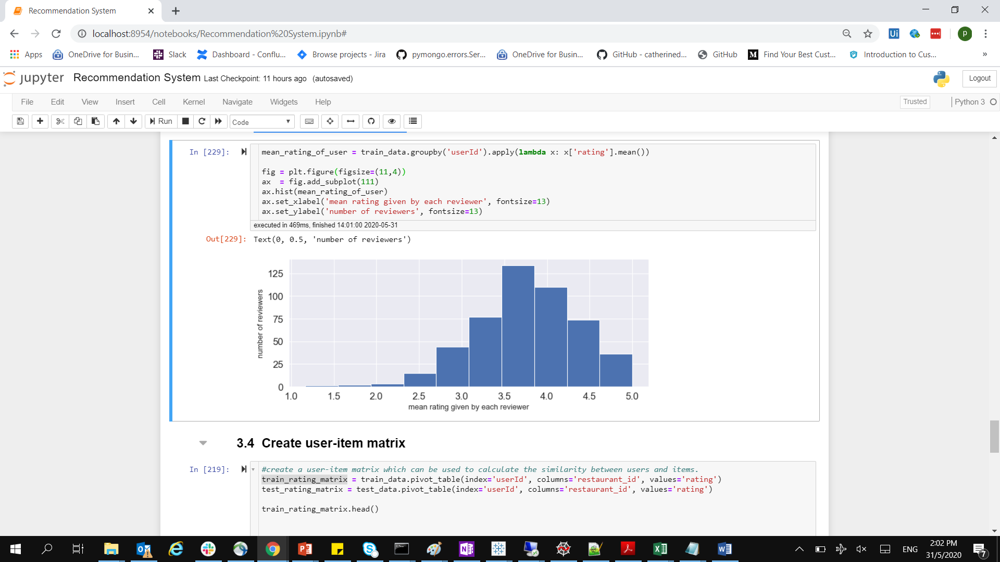 Recommendation System
localhost:8954/notebooks/Recommendation%20System.ipynb#
Apps OneDrive for Busin... Slack Dashboard - Conflu... Browse projects - Jira pymongo.errors.Ser... OneDrive for Busin... GitHub - catherined... GitHub Find Your Best Cust... Introduction to Cus... »
jupyter Recommendation System Last Checkpoint: 11 hours ago (autosaved) Logout
File Edit View Insert Cell Kernel Navigate Widgets Help Trusted Python 3
Run Code
In [229]: mean_rating_of_user = train_data.groupby('userId').apply(lambda x: x['rating'].mean())
fig = plt.figure(figsize=(11,4))
ax  = fig.add_subplot(111)
ax.hist(mean_rating_of_user)
ax.set_xlabel('mean rating given by each reviewer', fontsize=13)
ax.set_ylabel('number of reviewers', fontsize=13)
executed in 469ms, finished 14:01:00 2020-05-31
Out[229]: Text(0, 0.5, 'number of reviewers')
number of reviewers
125
100
75
50
25
0
1.0 1.5 2.0 2.5 3.0 3.5 4.0 4.5 5.0
mean rating given by each reviewer
3.4 Create user-item matrix
In [219]: #create a user-item matrix which can be used to calculate the similarity between users and items.
train_rating_matrix = train_data.pivot_table(index='userId', columns='restaurant_id', values='rating')
test_rating_matrix = test_data.pivot_table(index='userId', columns='restaurant_id', values='rating')
train_rating_matrix.head()
ENG
2:02 PM
31/5/2020
7